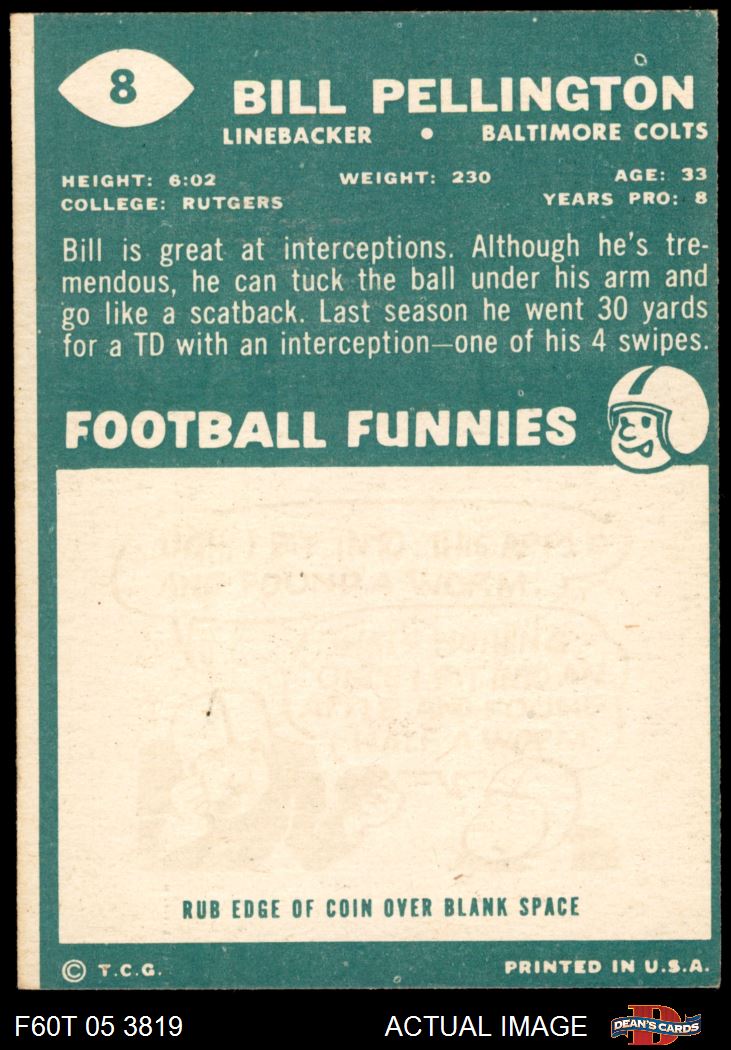 8
BILL PELLINGTON
LINEBACKER • BALTIMORE COLTS
HEIGHT: 6:02 WEIGHT: 230 AGE: 33
COLLEGE: RUTGERS YEARS PRO: 8
Bill is great at interceptions. Although he's tre-
mendous, he can tuck the ball under his arm and
go like a scatback. Last season he went 30 yards
for a TD with an interception—one of his 4 swipes.
FOOTBALL FUNNIES
RUB EDGE OF COIN OVER BLANK SPACE
© T.C.G. PRINTED IN U.S.A.
F60T 05 3819 ACTUAL IMAGE DEAN'S CARDS